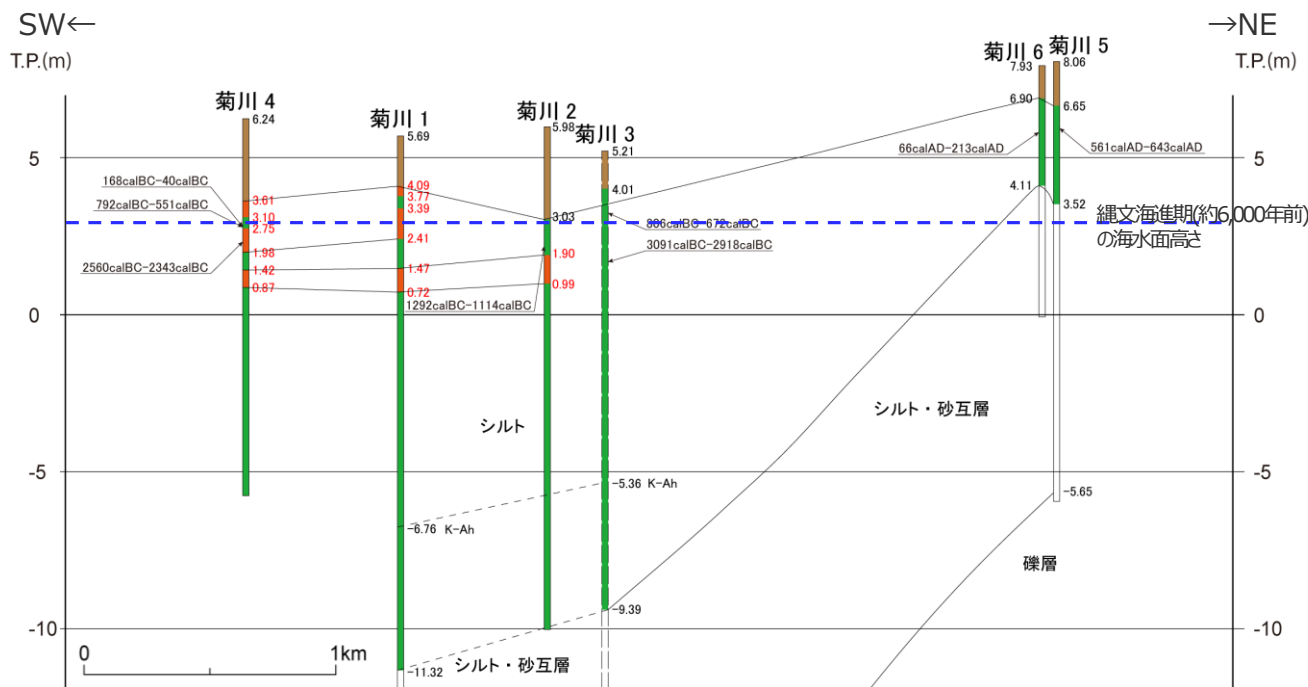 SW←
→NE
T.P.(m)
T.P.(m)
菊川 4
6.24
菊川 1
5.69
菊川 2
5.98
菊川 3
5.21
菊川 6
7.93
菊川 5
8.06
6.90
6.65
5
5
66calAD-213calAD
561calAD-643calAD
168calBC-40calBC
792calBC-551calBC
2560calBC-2343calBC
3.61
3.10
2.75
1.98
1.42
0.87
4.09
3.77
3.39
2.41
1.47
0.72
3.03
1.90
0.99
1292calBC-1114calBC
4.01
806calBC-672calBC
3091calBC-2918calBC
4.11
3.52
縄文海進期(約6,000年前)
の海水面高さ
0
0
シルト
シルト・砂互層
-5
-5
-5.36 K-Ah
-5.65
-6.76 K-Ah
礫層
-9.39
-10
-10
-11.32
シルト・砂互層
0
1km